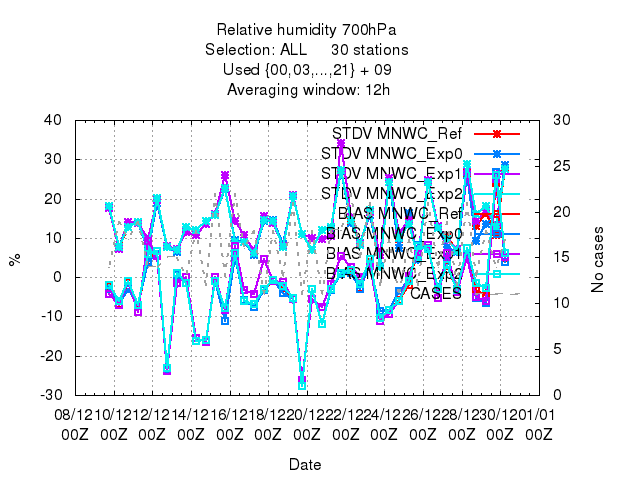 Relative humidity 700hPa
Selection: ALL 30 stations
Used {00,03,...,21} + 09
Averaging window: 12h
40 30
STDV MNWC_Ref
30 STDV MNWC_Exp0 25
STDV MNWC_Exp1
20 STDV MNWC_Exp2 20
BIAS MNWC_Ref
10 BIAS MNWC_Exp0 15
BIAS MNWC_Exp1
0 BIAS MNWC_Exp2
CASES 10
-10
-20 5
-30 0
% No cases
08/12 10/12 12/12 14/12 16/12 18/12 20/12 22/12 24/12 26/12 28/12 30/12 01/01
00Z 00Z 00Z 00Z 00Z 00Z 00Z 00Z 00Z 00Z 00Z 00Z 00Z
Date